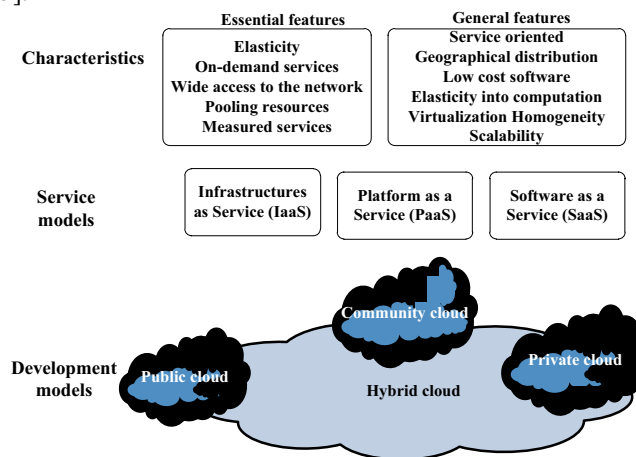 Essential features
General features
Characteristics
Elasticity
On-demand services
Wide access to the network
Pooling resources
Measured services
Service oriented
Geographical distribution
Low cost software
Elasticity into computation
Virtualization Homogeneity
Scalability
Service
models
Infrastructures
as Service (IaaS)
Platform as a
Service (PaaS)
Software as a
Service (SaaS)
Development
models
Community cloud
Public cloud
Hybrid cloud
Private cloud